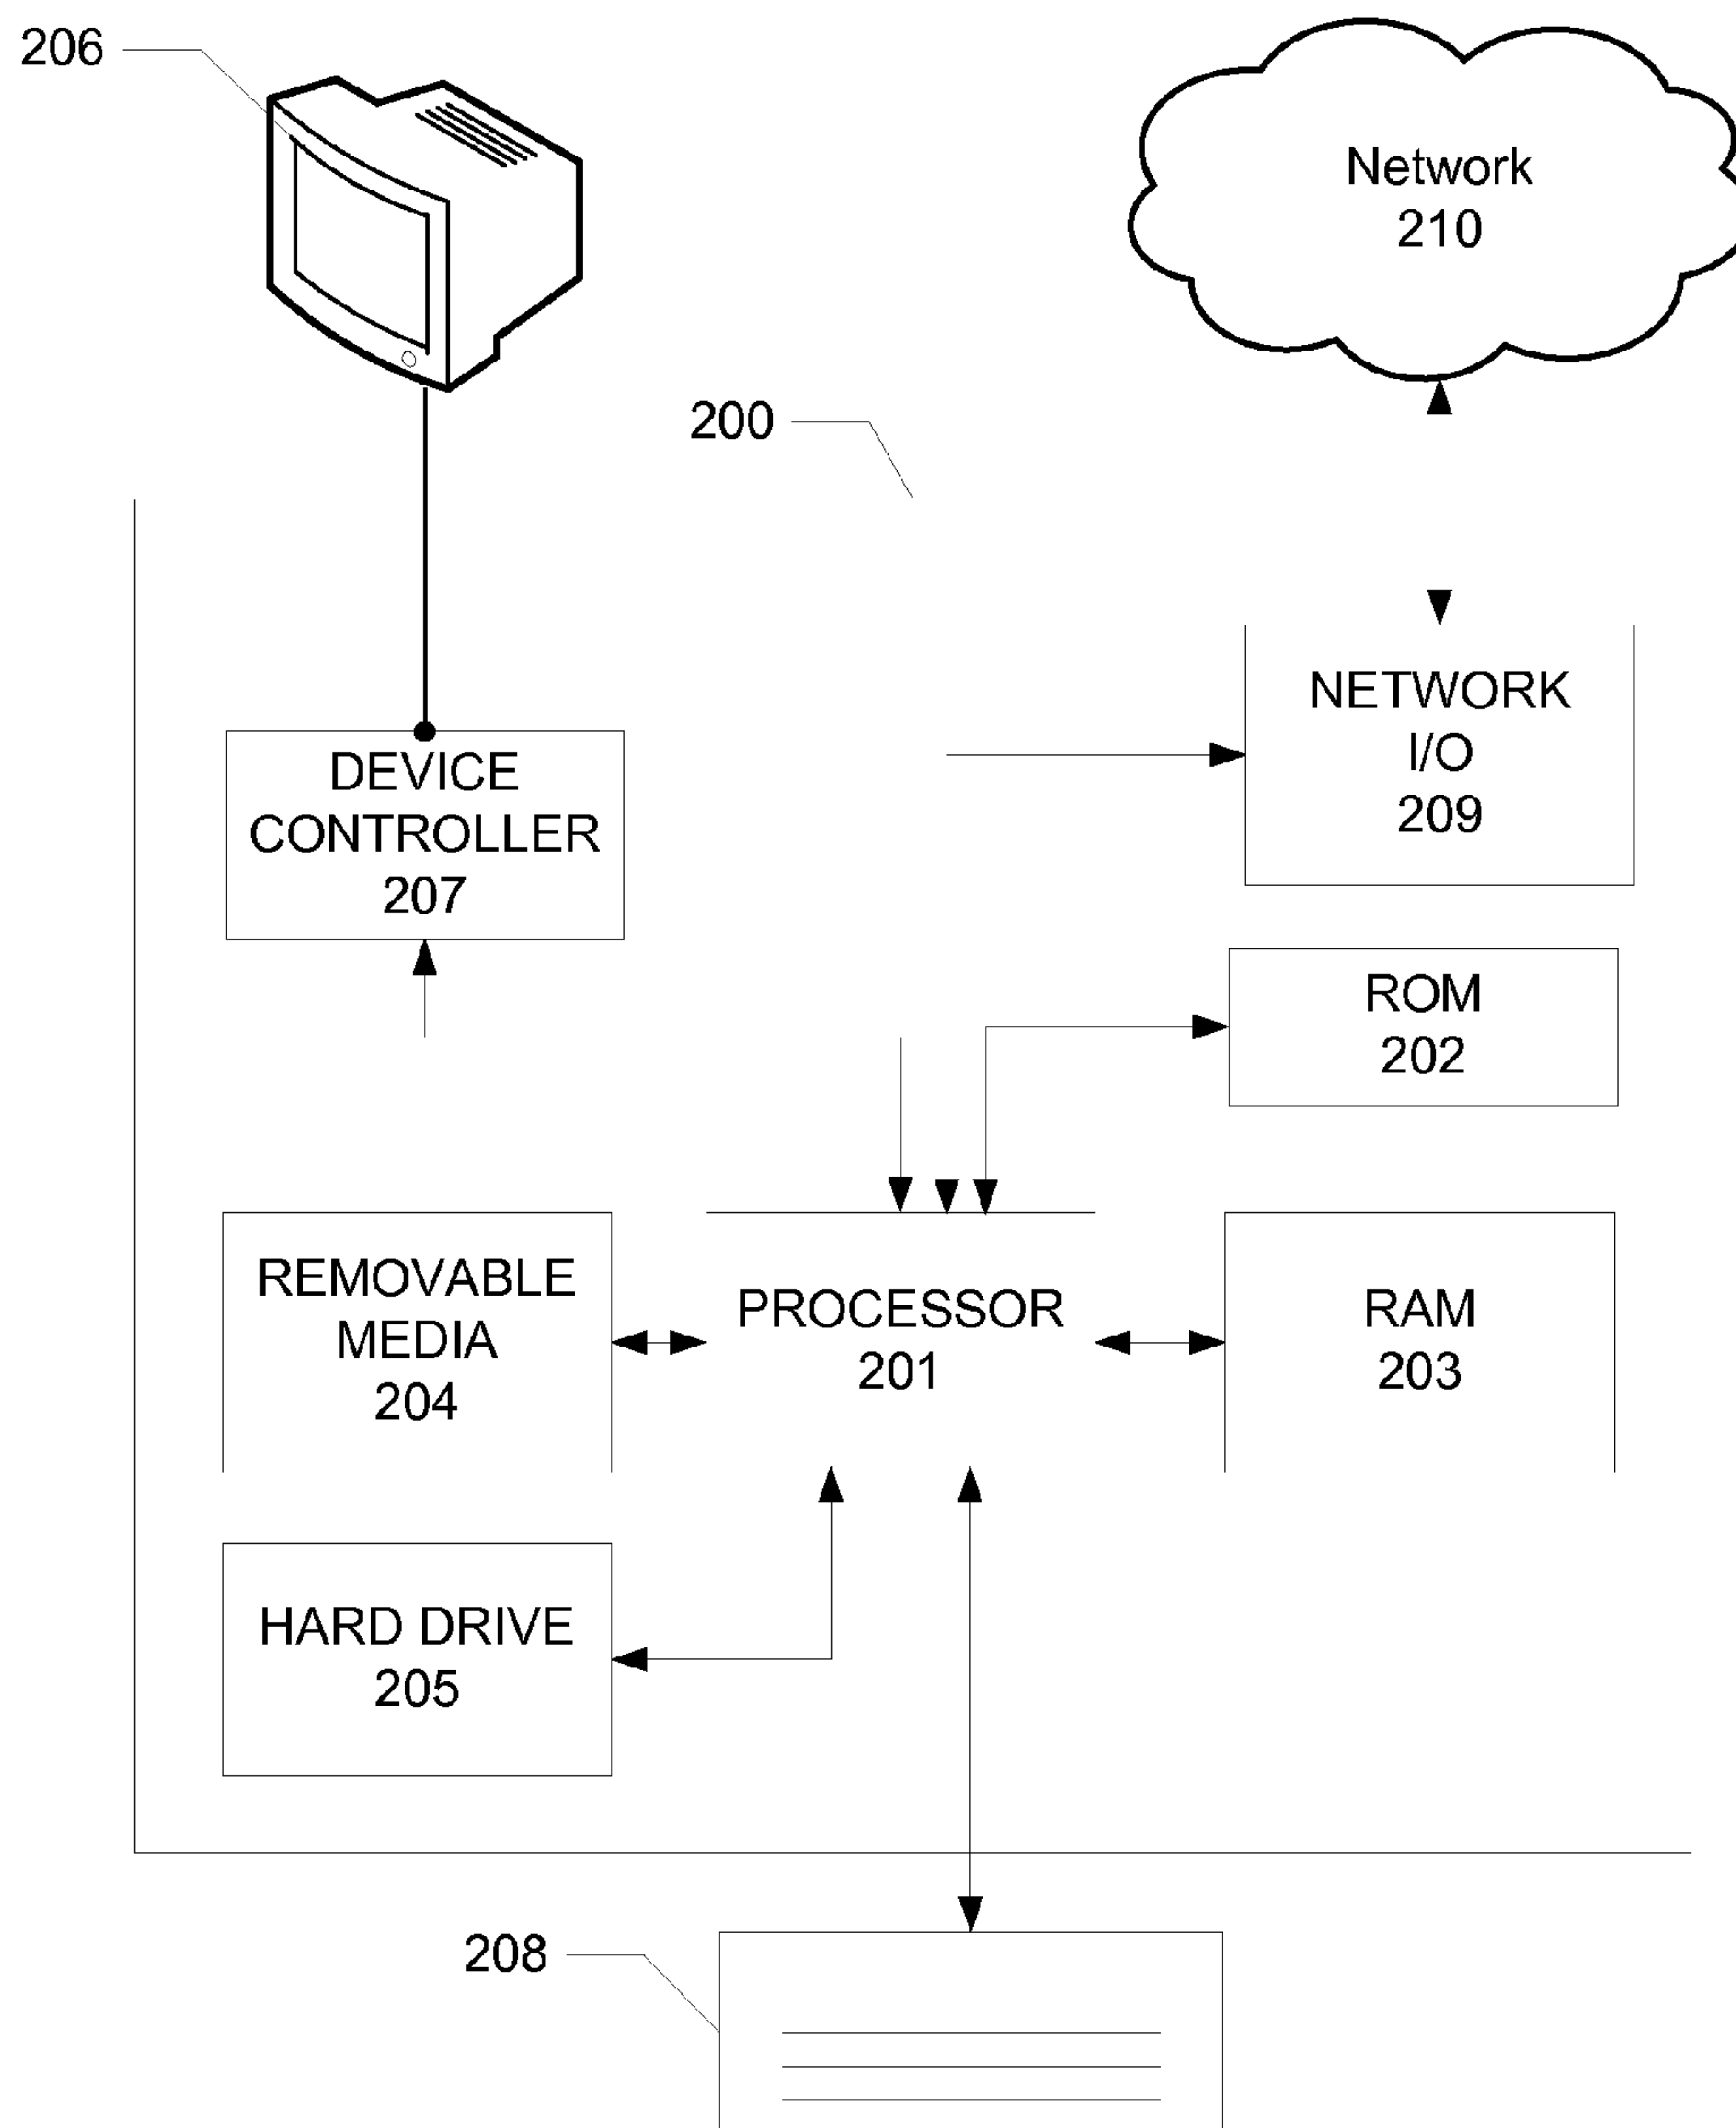 206
Network
210
200
NETWORK
I/O
209
DEVICE
CONTROLLER
207
ROM
202
REMOVABLE
MEDIA
204
PROCESSOR
201
RAM
203
HARD DRIVE
205
208